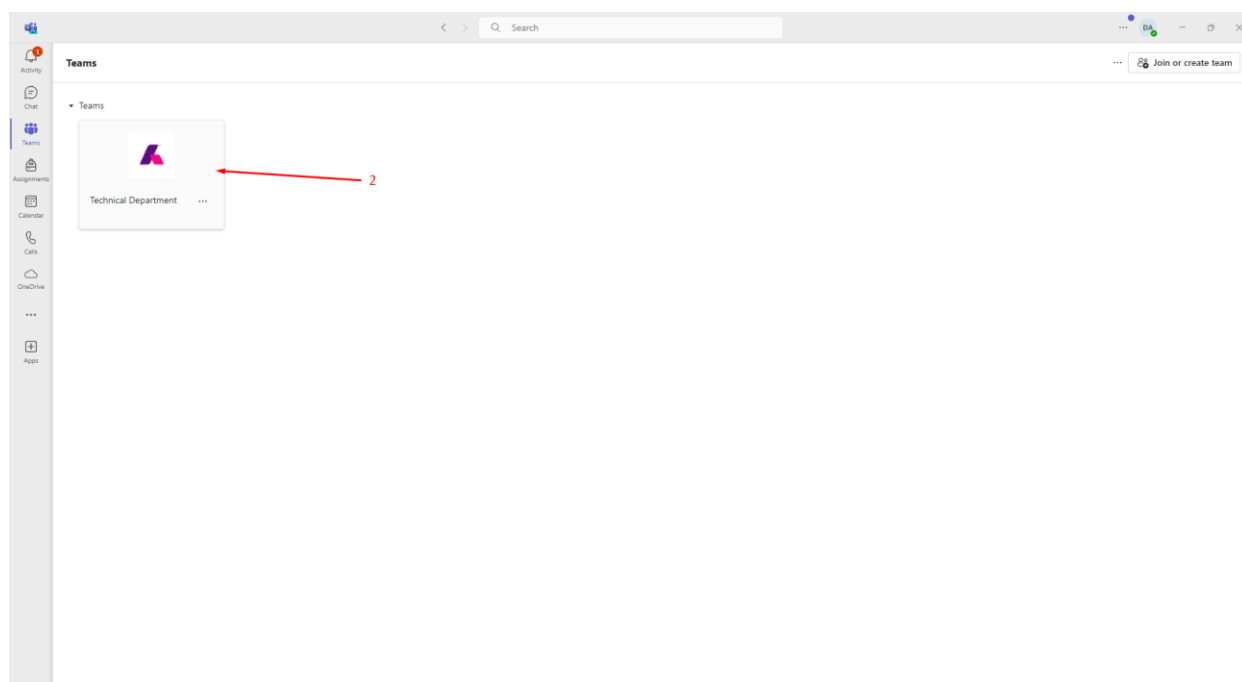 Search
DA
1
Activity
Chat
Teams
Assignments
Calendar
Calls
OneDrive
Apps
Teams
Join or create team
Teams
Technical Department
2